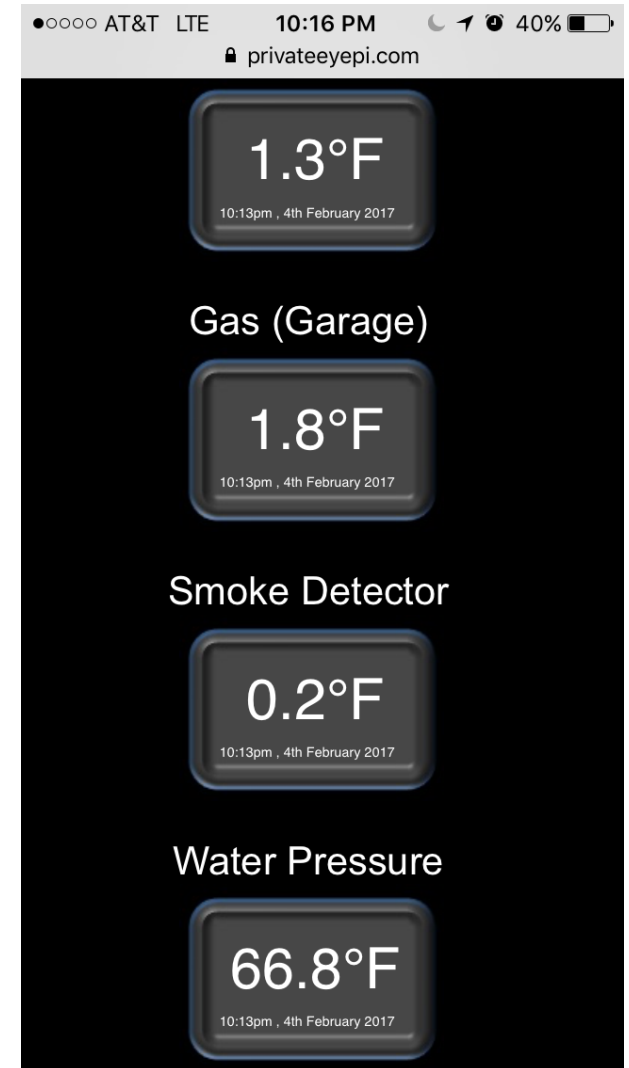 AT&T LTE 10:16 PM 40%
privateeyepi.com
1.3°F
10:13pm , 4th February 2017
Gas (Garage)
1.8°F
10:13pm , 4th February 2017
Smoke Detector
0.2°F
10:13pm , 4th February 2017
Water Pressure
66.8°F
10:13pm , 4th February 2017